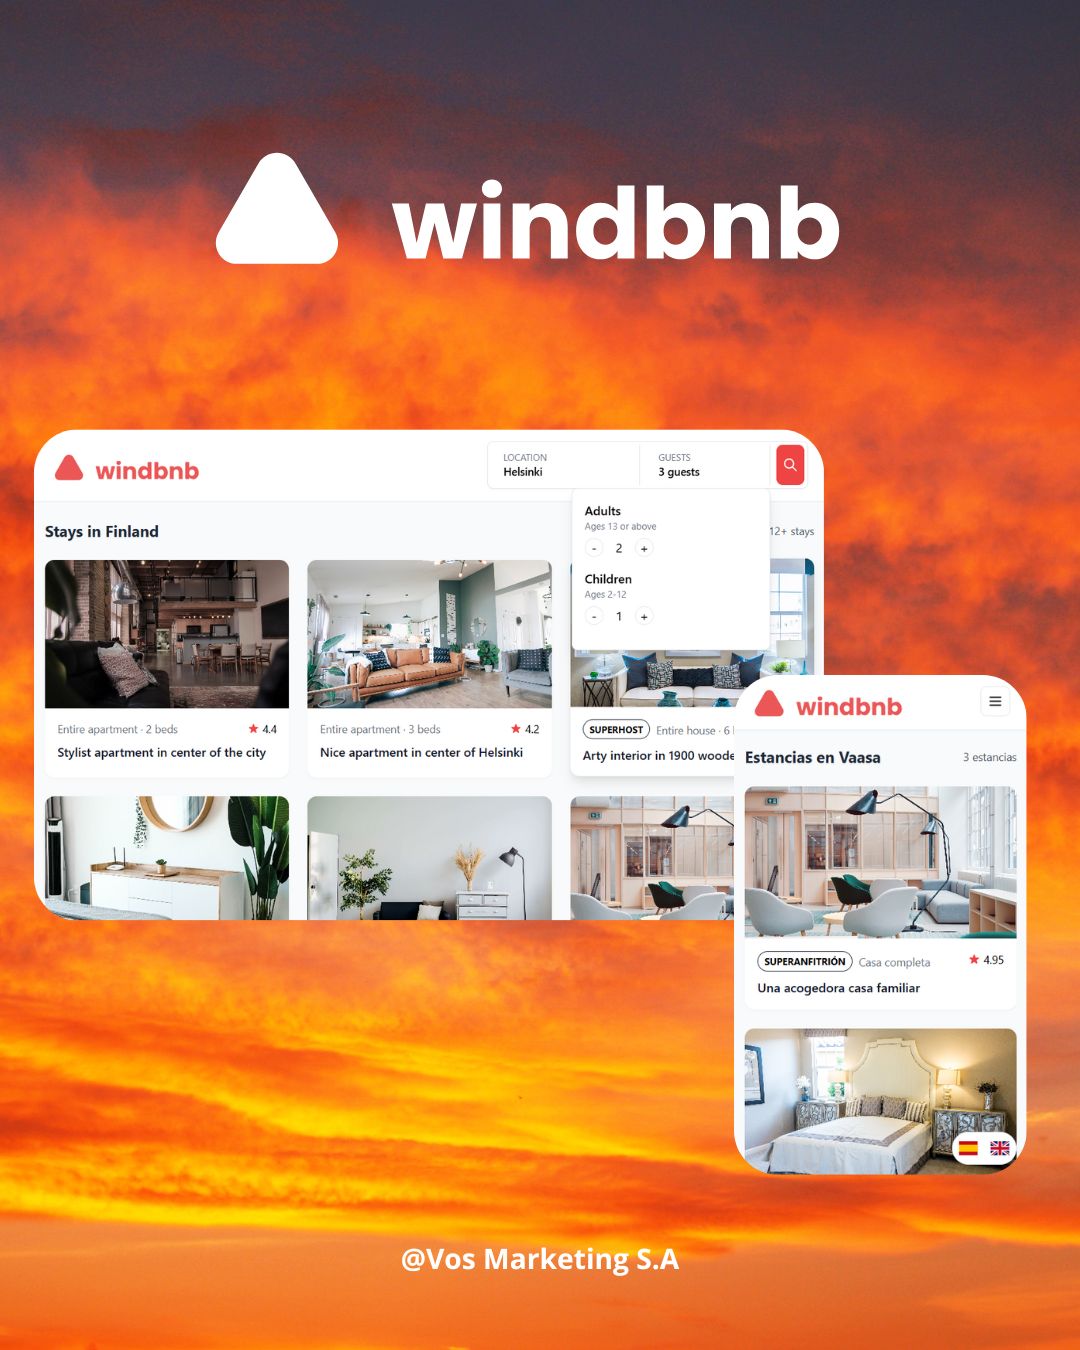 windbnb
windbnb
LOCATION
Helsinki
GUESTS
3 guests
Stays in Finland
12+ stays
Adults
Ages 13 or above
- 2 +
Children
Ages 2-12
- 1 +
Entire apartment · 2 beds
4.4
Stylist apartment in center of the city
Entire apartment · 3 beds
4.2
Nice apartment in center of Helsinki
SUPERHOST
Entire house · 6
Arty interior in 1900 woode
windbnb
Estancias en Vaasa
3 estancias
SUPERANFITRIÓN
Casa completa
4.95
Una acogedora casa familiar
@Vos Marketing S.A